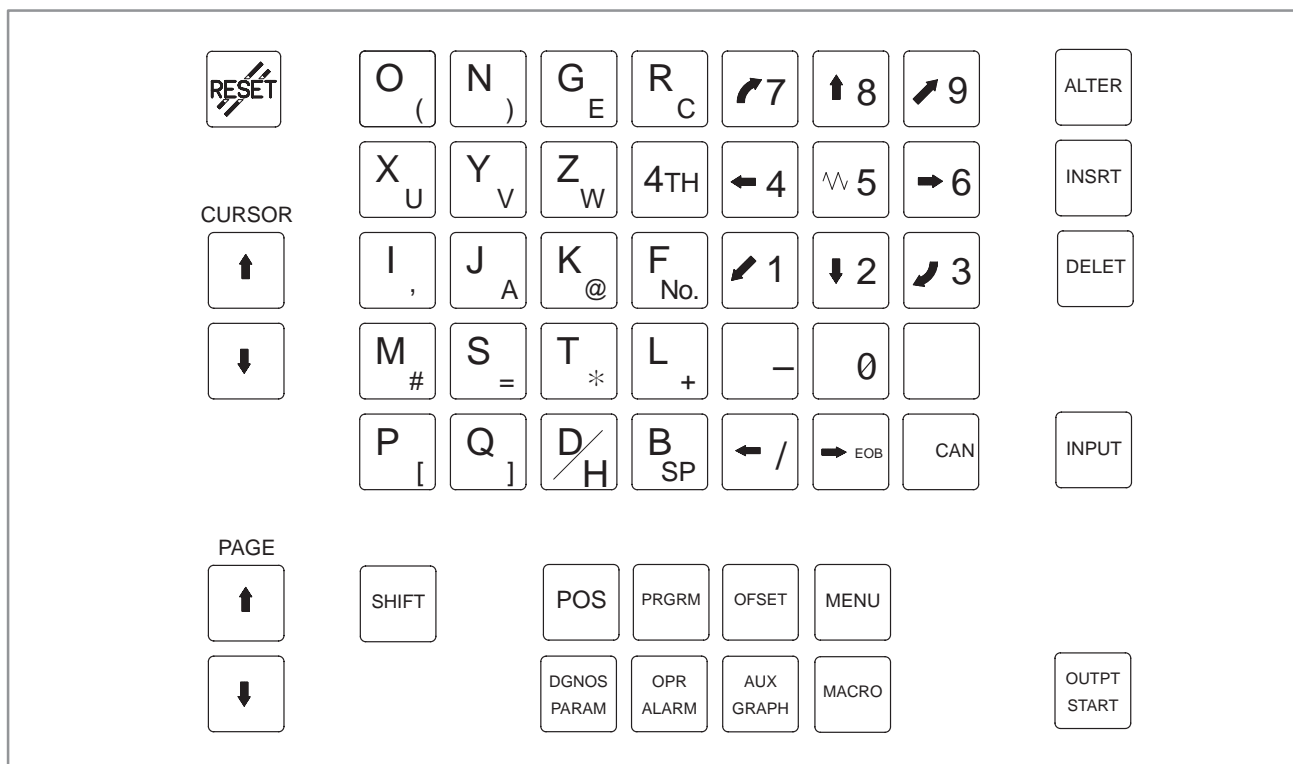 RESET O ( N ) G E R C 7 8 9 ALTER
X U Y V Z W 4TH 4 5 6 INSRT
CURSOR
I , J A K @ F No. 1 2 3 DELET
M # S = T * L + - 0
P [ Q ] D/H B SP / EOB CAN INPUT
PAGE
SHIFT POS PRGRM OFSET MENU
DGNOS PARAM OPR ALARM AUX GRAPH MACRO OUTPT START